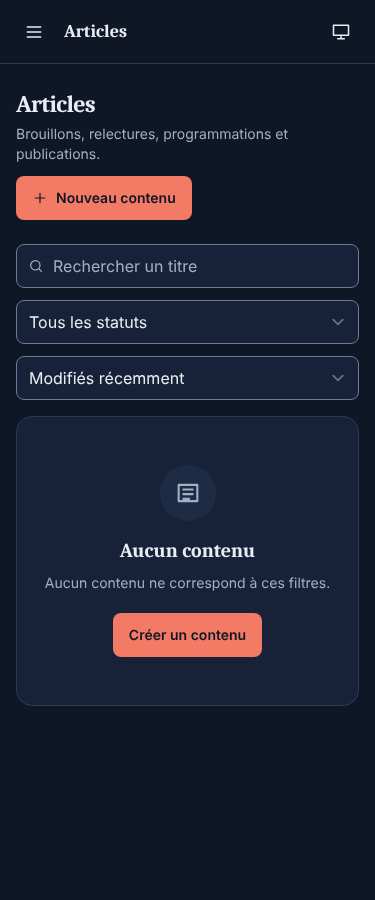 Articles
Articles
Brouillons, relectures, programmations et
publications.
Nouveau contenu
Rechercher un titre
Tous les statuts
Modifiés récemment
Aucun contenu
Aucun contenu ne correspond à ces filtres.
Créer un contenu